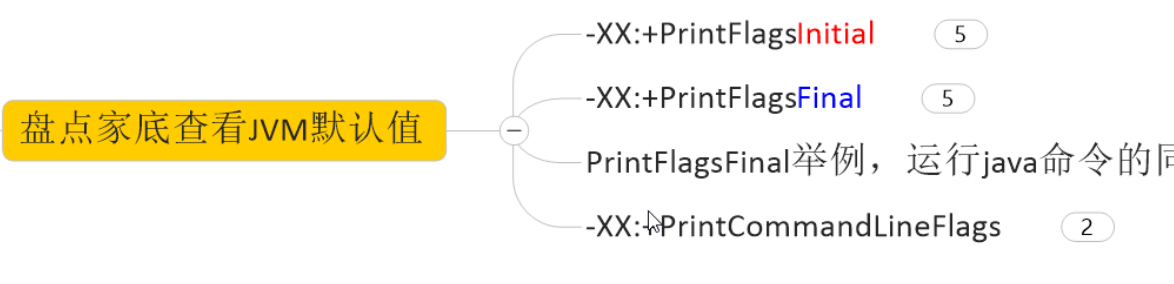 盘点家底查看JVM默认值
-XX:+PrintFlagsInitial 5
-XX:+PrintFlagsFinal 5
PrintFlagsFinal举例，运行java命令的同
-XX:+PrintCommandLineFlags 2